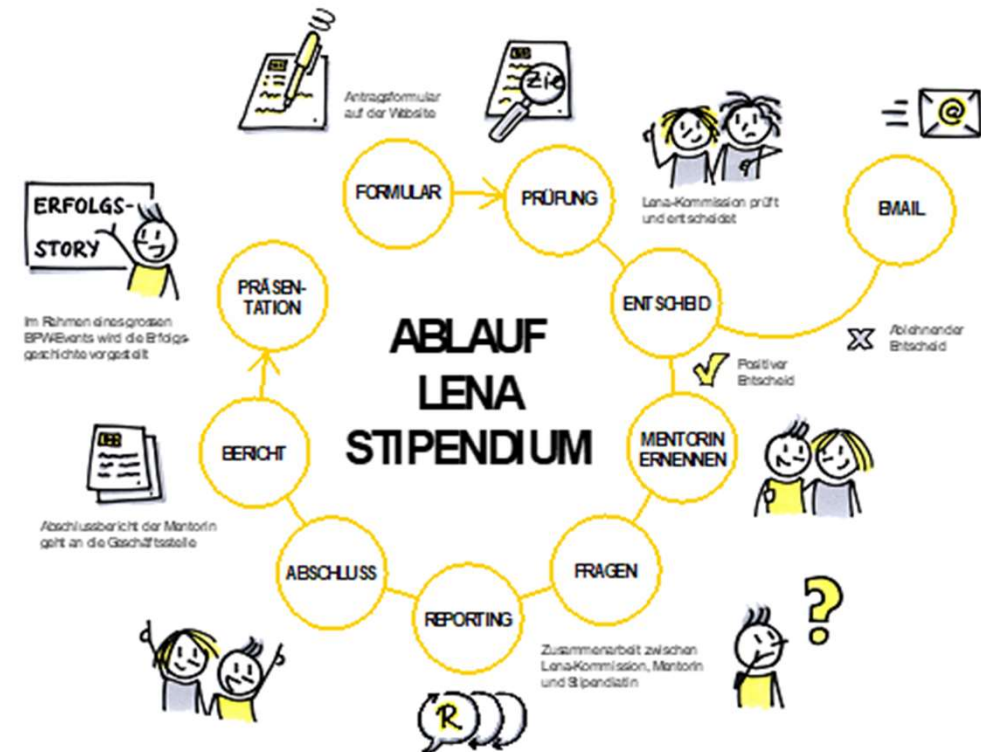 Antragsformular
auf der Website
FORMULAR
Zie
PRÜFUNG
Lena-Kommission prüft
und entscheidet
@
EMAIL
ENTSCHEID
Ablehnender
Entscheid
Positiver
Entscheid
MENTORIN
ERNENNEN
FRAGEN
?
Zusammenarbeit zwischen
Lena-Kommission, Mentorin
und Stipendiatin
REPORTING
R
ABSCHLUSS
BERICHT
Abschlussbericht der Mentorin
geht an die Geschäftsstelle
PRÄSEN-
TATION
ERFOLGS-
STORY
Im Rahmen eines grossen
BPW-Events wird die Erfolgs-
geschichte vorgestellt
ABLAUF
LENA
STIPENDIUM